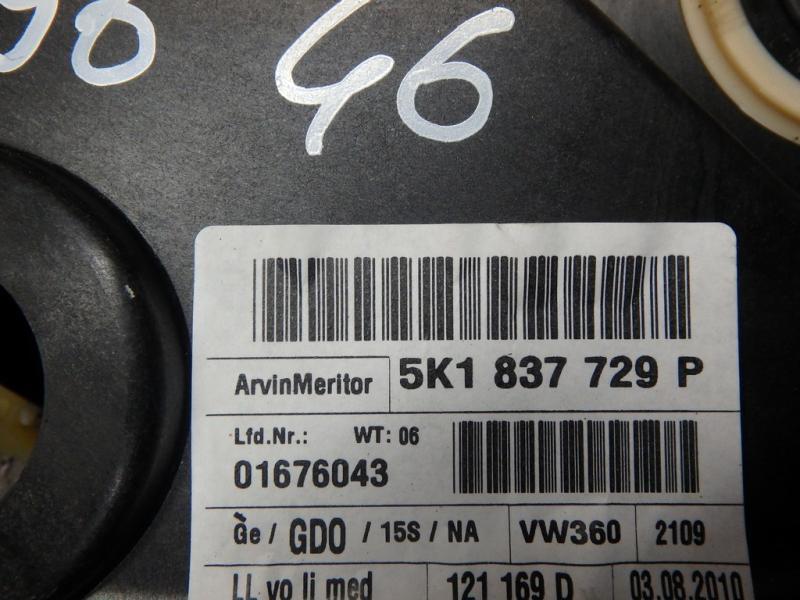 98 46
ArvinMeritor 5K1 837 729 P
Lfd.Nr.: WT: 06
01676043
Ge / GDO / 15S / NA VW360 2109
LL vo li med 121 169 D 03.08.2010